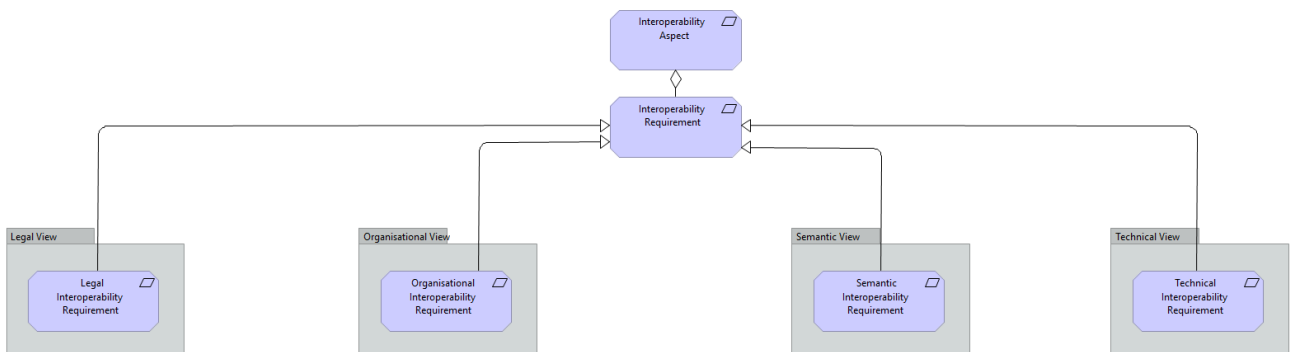 Interoperability
Aspect
Interoperability
Requirement
Legal View
Organisational View
Semantic View
Technical View
Legal
Interoperability
Requirement
Organisational
Interoperability
Requirement
Semantic
Interoperability
Requirement
Technical
Interoperability
Requirement